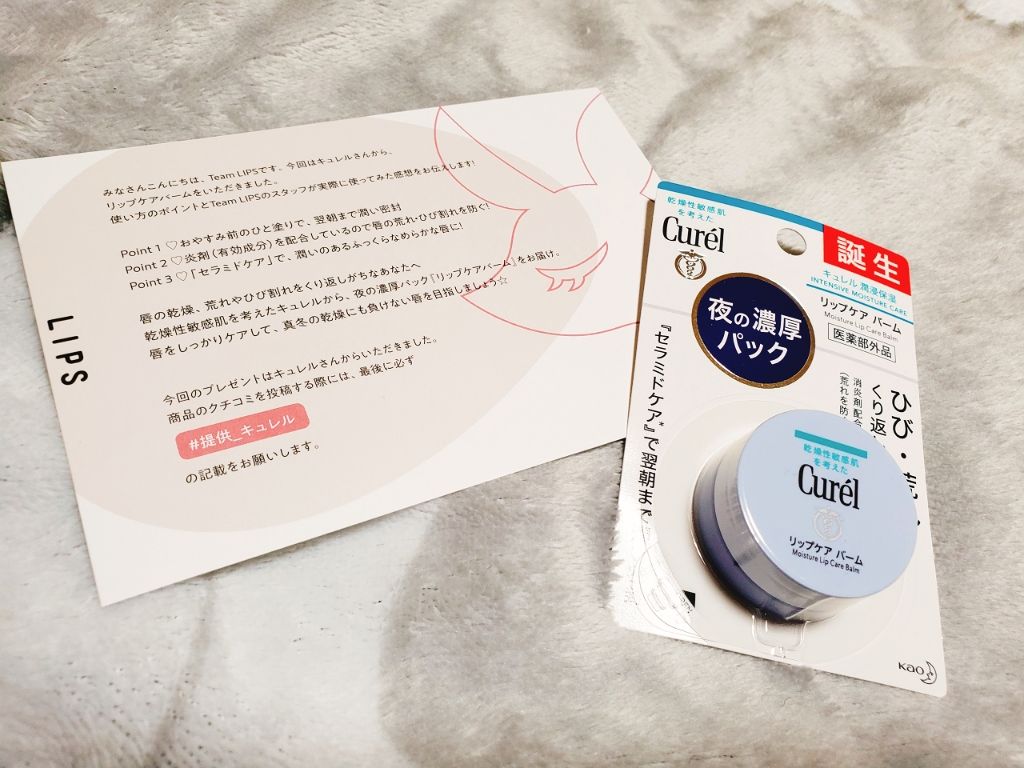 みなさんこんにちは、Team LIPSです。今回はキュレルさんから、
リップケアバームをいただきました。
使い方のポイントとTeam LIPSのスタッフが実際に使ってみた感想をお伝えします!
Point 1 ♡おやすみ前のひと塗りで、翌朝まで潤い密封
Point 2 ♡炎剤(有効成分)を配合しているので唇の荒れ・ひび割れを防ぐ!
Point 3 ♡「セラミドケア」で、潤いのあるふっくらなめらかな唇に!
唇の乾燥、荒れやひび割れをくり返しがちなあなたへ
乾燥性敏感肌を考えたキュレルから、夜の濃厚パック『リップケアバーム』をお届け。
唇をしっかりケアして、真冬の乾燥にも負けない唇を目指しましょう☆
今回のプレゼントはキュレルさんからいただきました。
商品のクチコミを投稿する際には、最後に必ず
#提供_キュレル
の記載をお願いします。
LIPS
乾燥性敏感肌
を考えた
Curél
誕生
キュレル 潤浸保湿
INTENSIVE MOISTURE CARE
リップケア バーム
Moisture Lip Care Balm
医薬部外品
夜の濃厚
パック
ひび・荒
くり返
消炎剤配合
(荒れを防
『セラミドケア』*で翌朝まで
乾燥性敏感肌
を考えた
Curél
リップケア バーム
Moisture Lip Care Balm
Kao